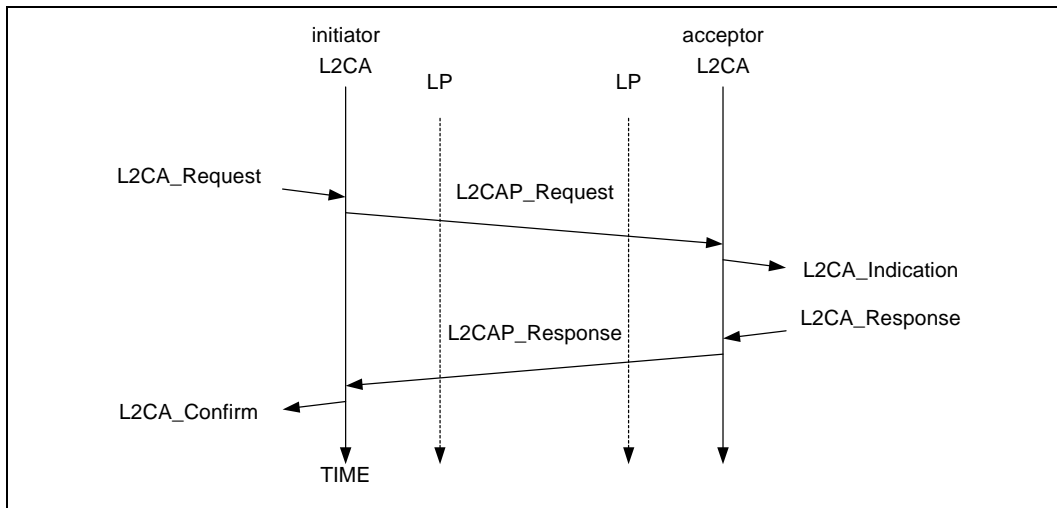 initiator
acceptor
L2CA
L2CA
LP
LP
L2CA_Request
L2CAP_Request
L2CA_Indication
L2CA_Response
L2CAP_Response
L2CA_Confirm
TIME